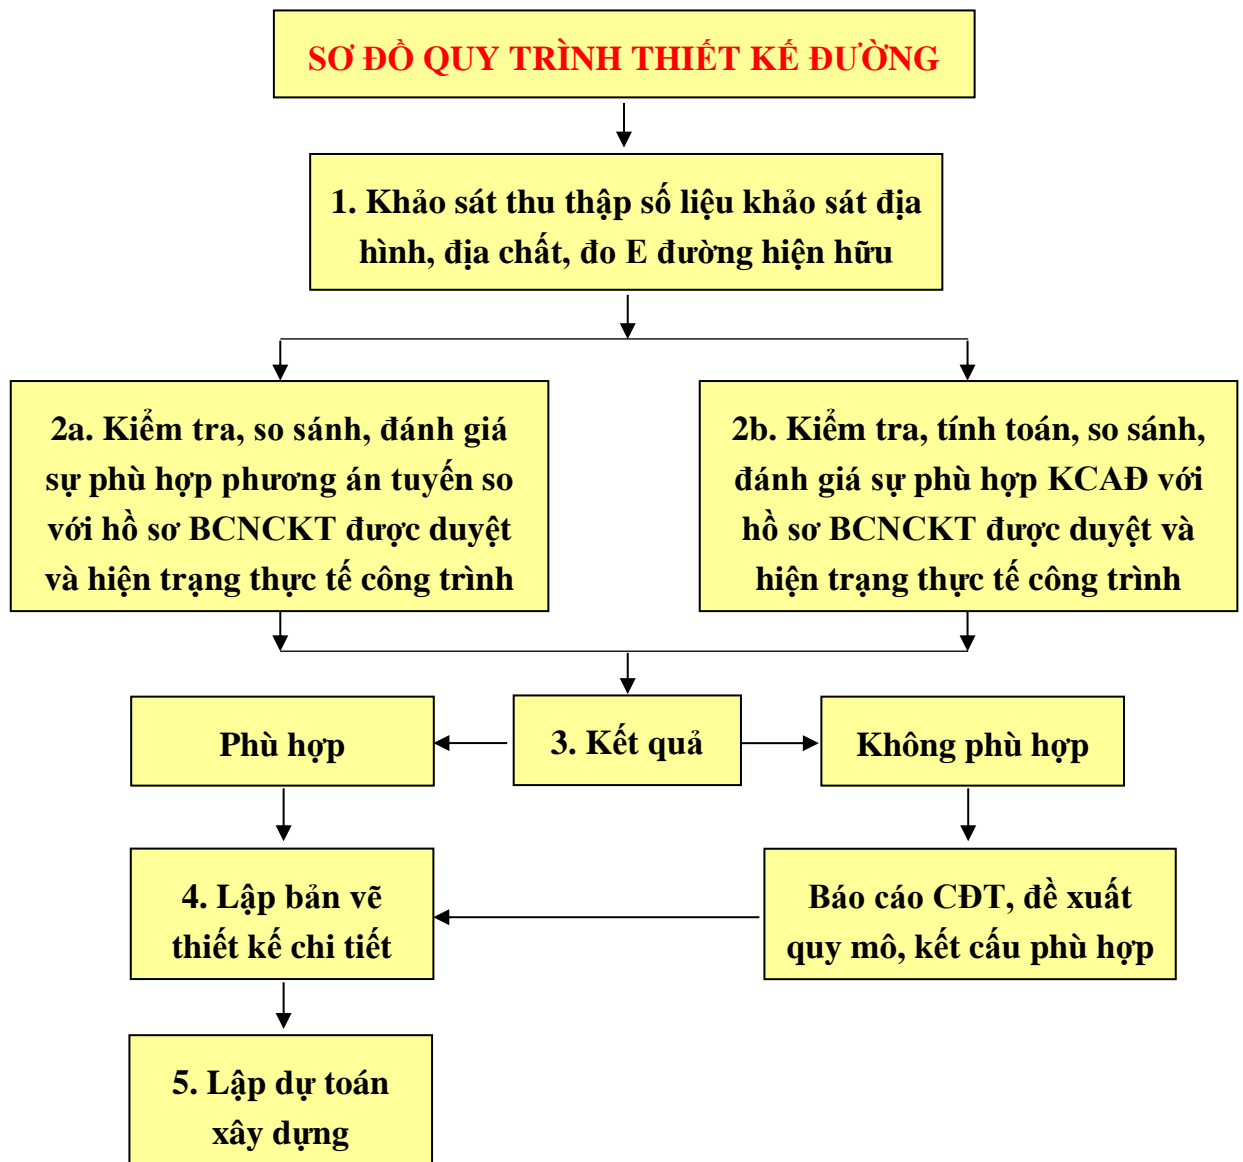 SƠ ĐỒ QUY TRÌNH THIẾT KẾ ĐƯỜNG
1. Khảo sát thu thập số liệu khảo sát địa
hình, địa chất, đo E đường hiện hữu
2a. Kiểm tra, so sánh, đánh giá
sự phù hợp phương án tuyến so
với hồ sơ BCNCKT được duyệt
và hiện trạng thực tế công trình
2b. Kiểm tra, tính toán, so sánh,
đánh giá sự phù hợp KCAĐ với
hồ sơ BCNCKT được duyệt và
hiện trạng thực tế công trình
Phù hợp
3. Kết quả
Không phù hợp
4. Lập bản vẽ
thiết kế chi tiết
Báo cáo CĐT, đề xuất
quy mô, kết cấu phù hợp
5. Lập dự toán
xây dựng